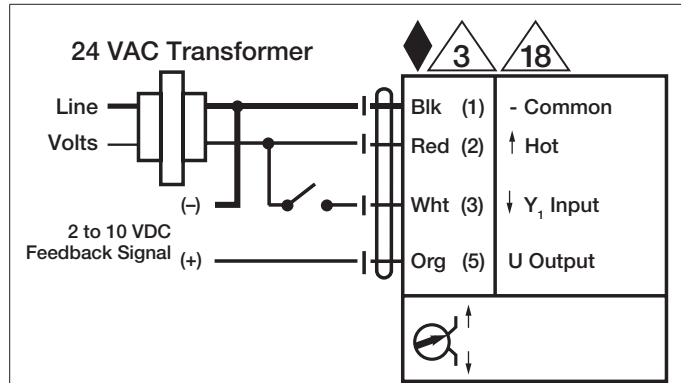 24 VAC Transformer
3
18
Line
Volts
Blk (1) - Common
Red (2) ↑ Hot
(–)
Wht (3) ↓ Y₁ Input
2 to 10 VDC
Feedback Signal (+)
Org (5) U Output